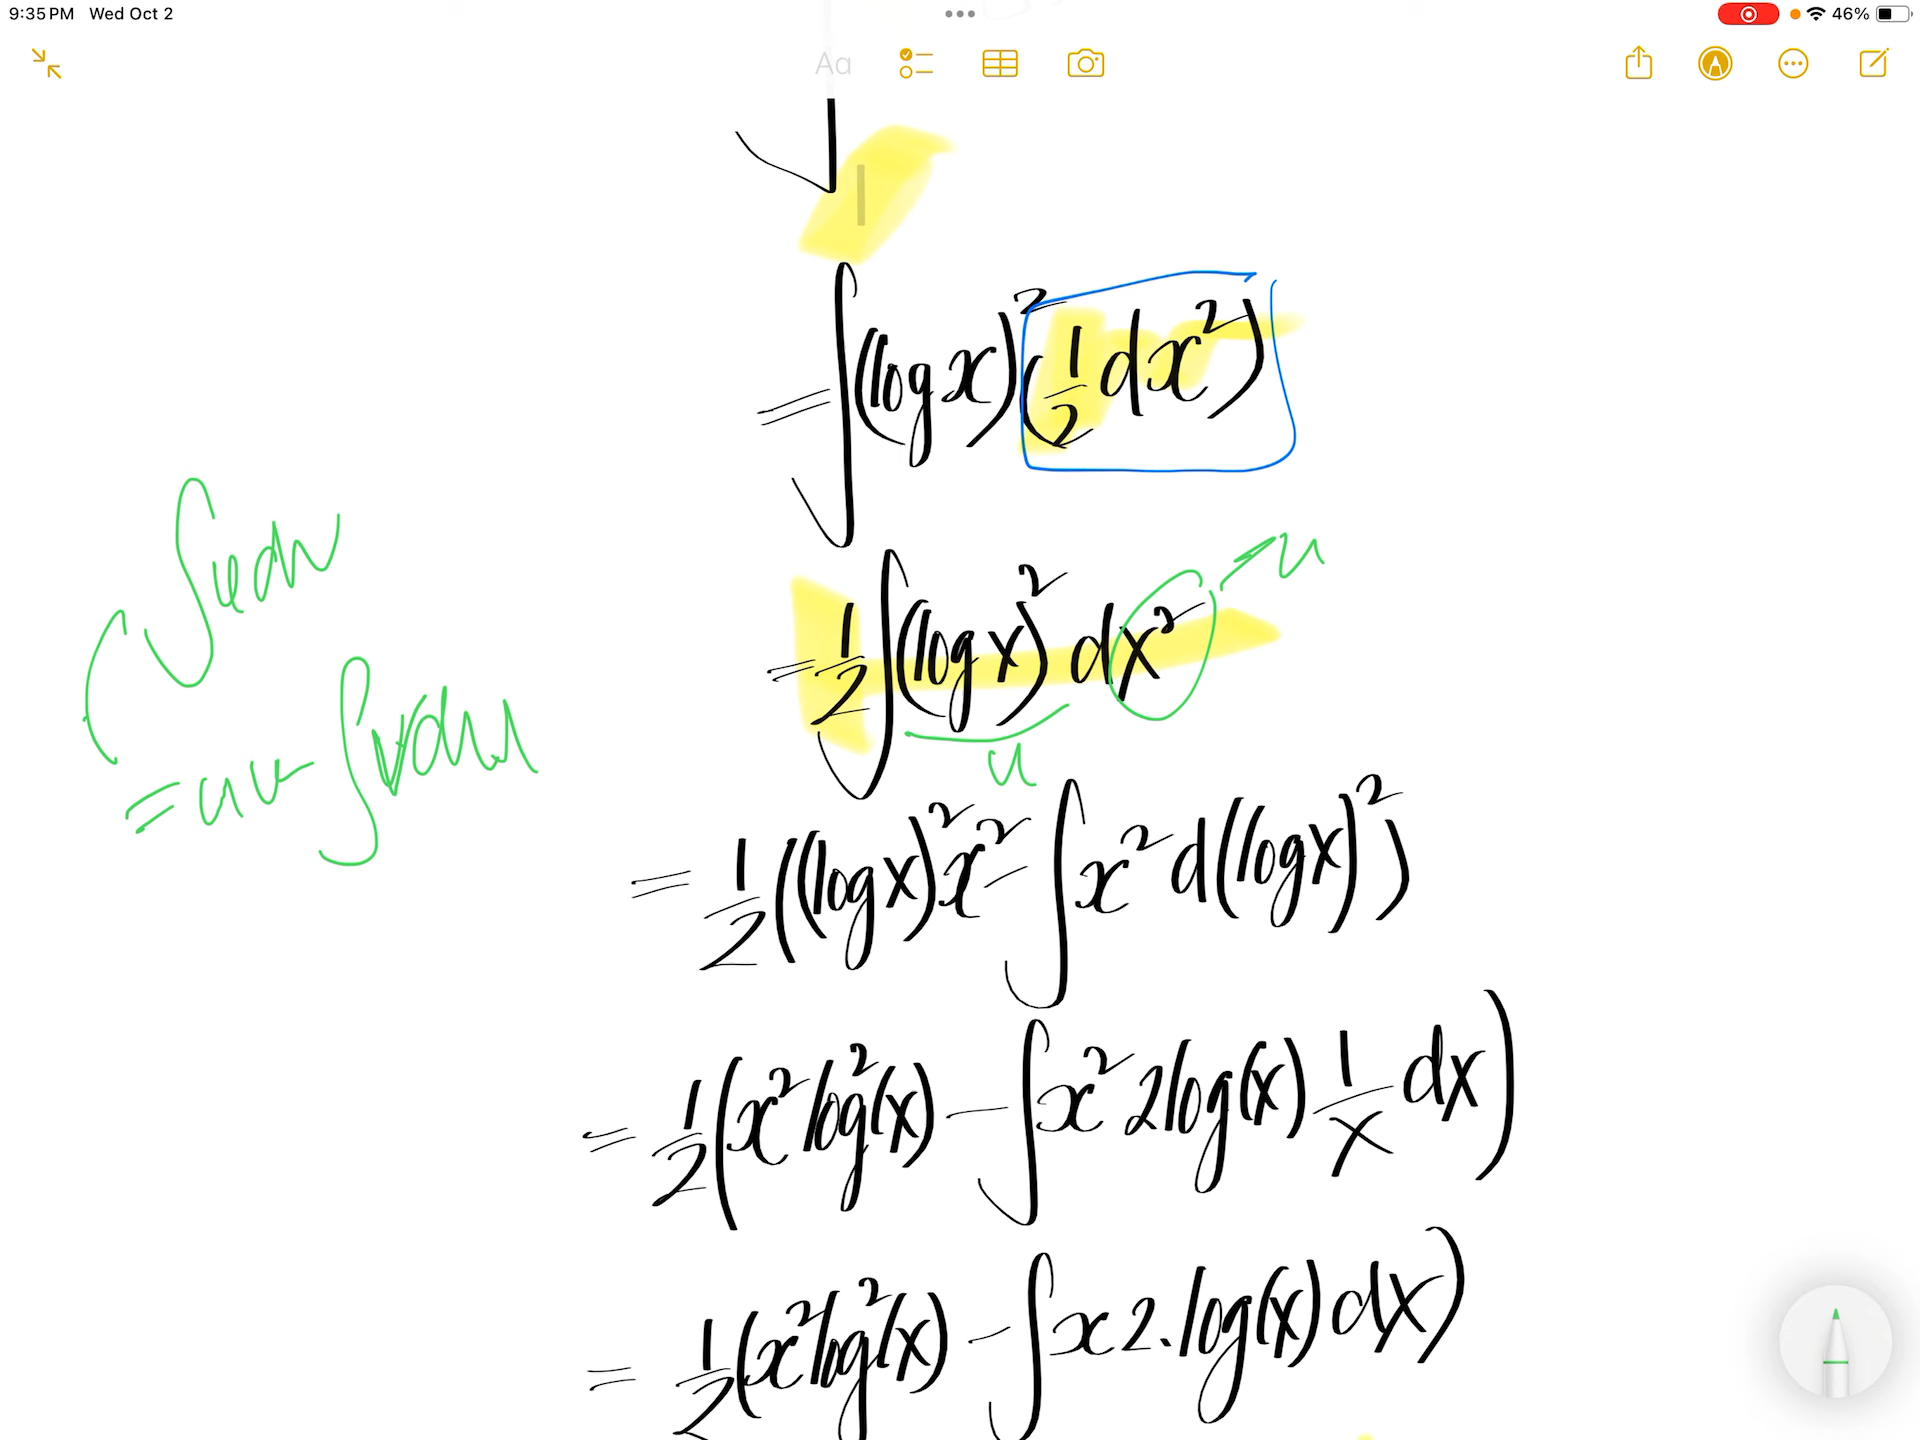 9:35 PM Wed Oct 2
46%
Aa
= ∫(log x)² (1/2 dx²)
= 1/2 ∫(log x)² dx²
u
∫udv
= uv - ∫vdu
= 1/2((log x)² x² - ∫x² d(log x)²)
= 1/2(x² log²(x) - ∫x² 2log(x) 1/x dx)
= 1/2(x² log²(x) - ∫x 2.log(x) dx)